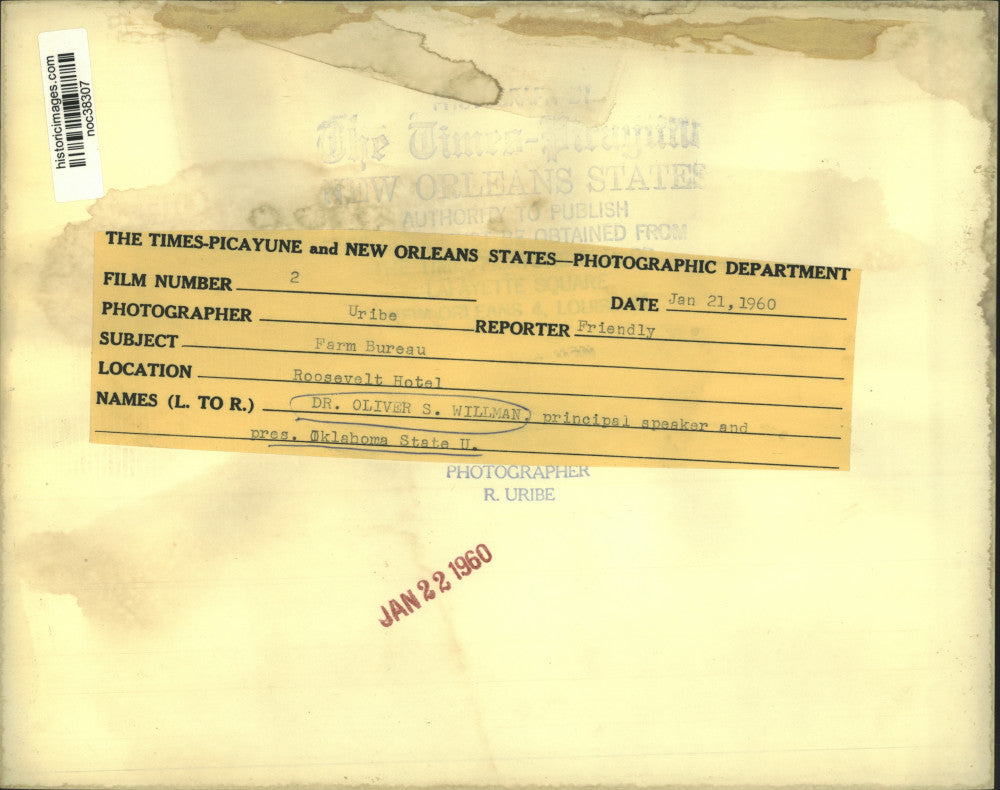 historicimages.com
noc38307
The Times-Picayune
NEW ORLEANS STATES
AUTHORITY TO PUBLISH
OBTAINED FROM
THE TIMES-PICAYUNE and NEW ORLEANS STATES—PHOTOGRAPHIC DEPARTMENT
FILM NUMBER 2
DATE Jan 21,1960
PHOTOGRAPHER Uribe
REPORTER Friendly
SUBJECT Farm Bureau
LAFAYETTE SQUARE
LOCATION Roosevelt Hotel
NAMES (L. TO R.) DR. OLIVER S. WILLMAN, principal speaker and
pres. Oklahoma State U.
PHOTOGRAPHER
R. URIBE
JAN 22 1960